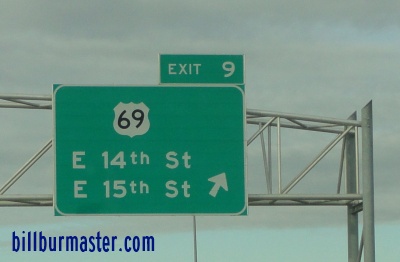 EXIT 9
69
E 14th St
E 15th St
billburmaster.com